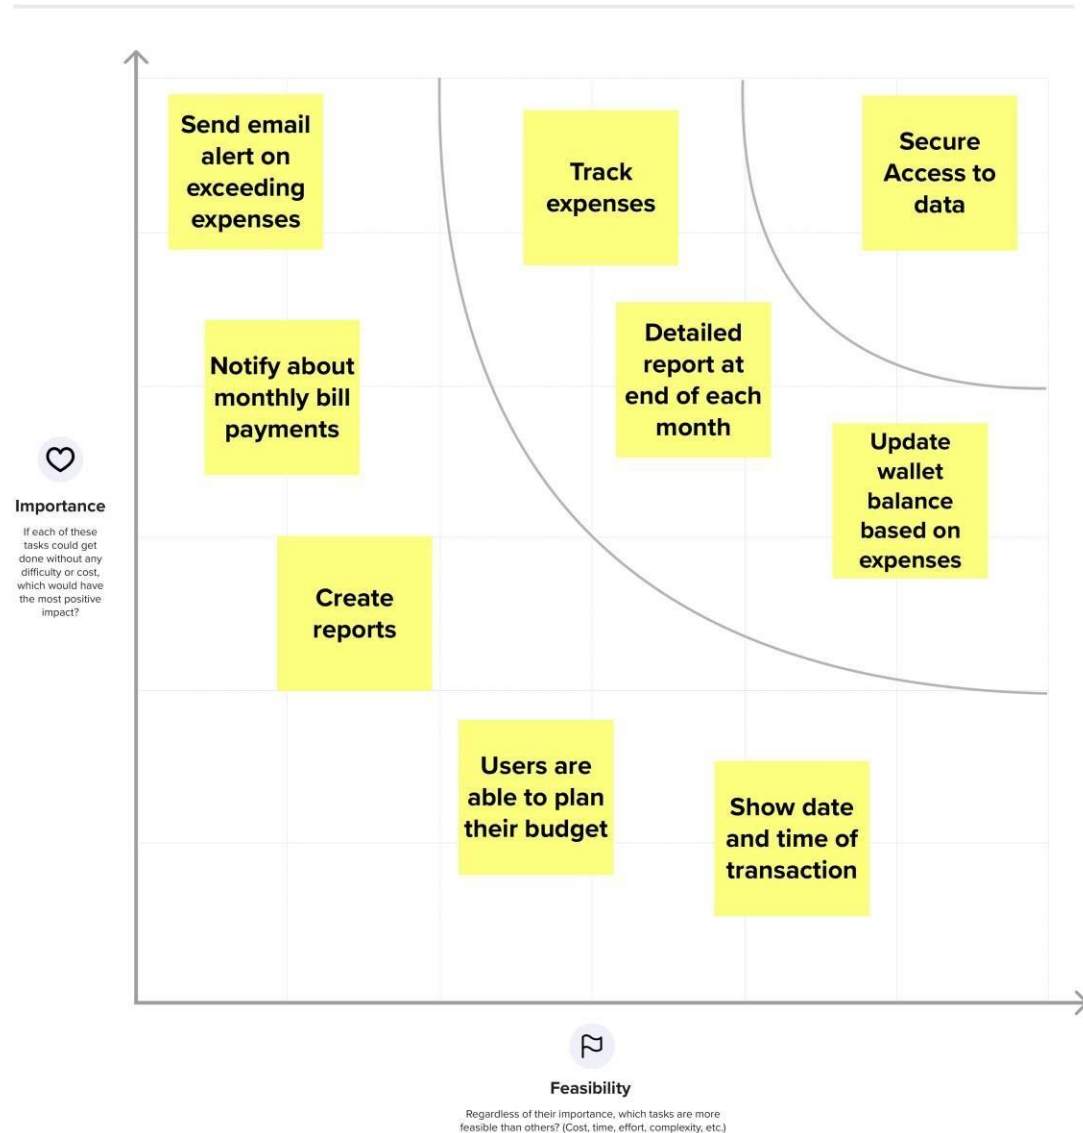 Send email
alert on
exceeding
expenses
Track
expenses
Secure
Access to
data
Notify about
monthly bill
payments
Detailed
report at
end of each
month
Update
wallet
balance
based on
expenses
Importance
If each of these
tasks could get
done without any
difficulty or cost,
which would have
the most positive
impact?
Create
reports
Users are
able to plan
their budget
Show date
and time of
transaction
Feasibility
Regardless of their importance, which tasks are more
feasible than others? (Cost, time, effort, complexity, etc.)